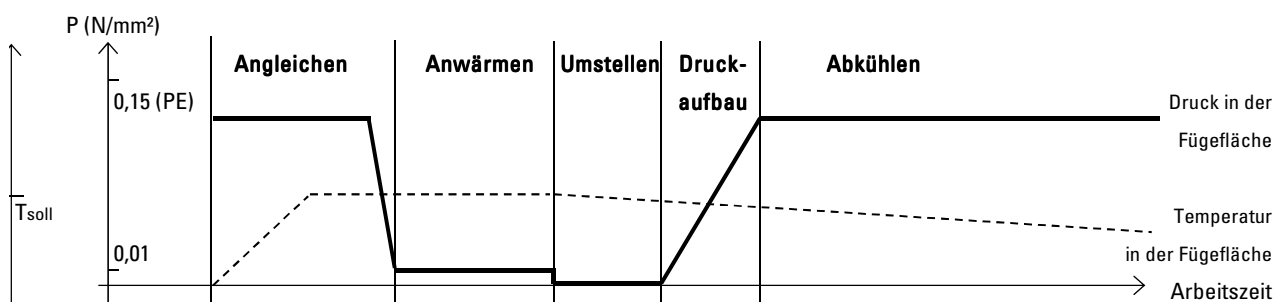 P (N/mm²)
Angleichen
Anwärmen
Umstellen
Druck-
aufbau
Abkühlen
0,15 (PE)
Druck in der
Fügefläche
Tsoll
Temperatur
in der Fügefläche
0,01
Arbeitszeit